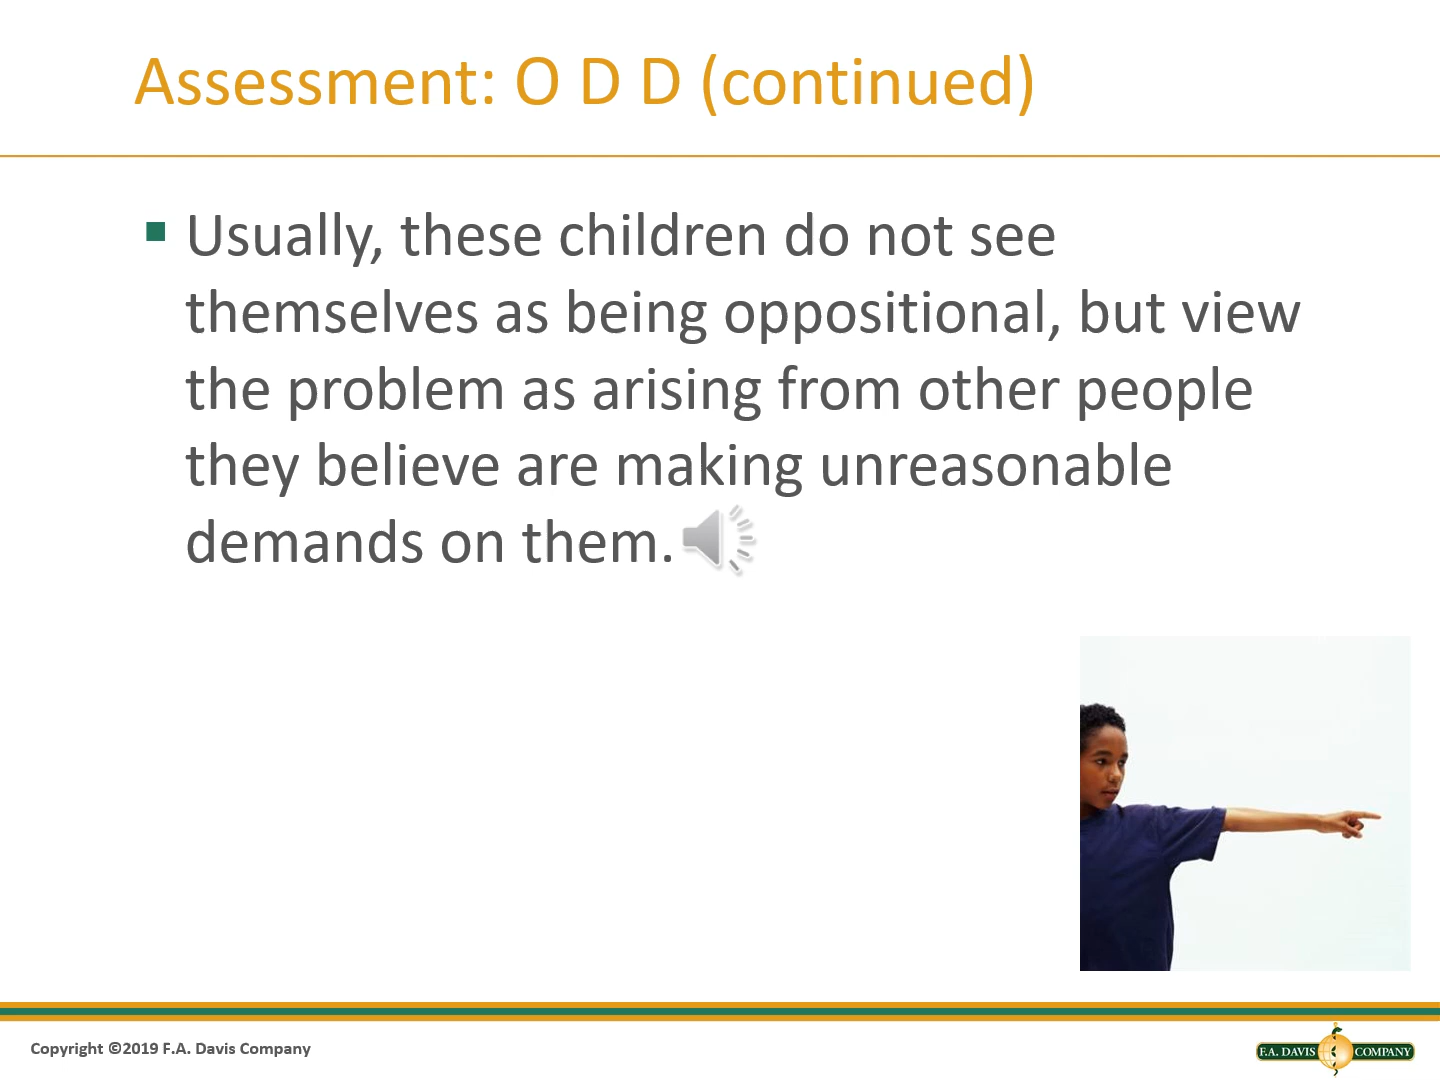 Assessment: O D D (continued)
Usually, these children do not see
themselves as being oppositional, but view
the problem as arising from other people
they believe are making unreasonable
demands on them.
Copyright ©2019 F.A. Davis Company
F.A. DAVIS COMPANY